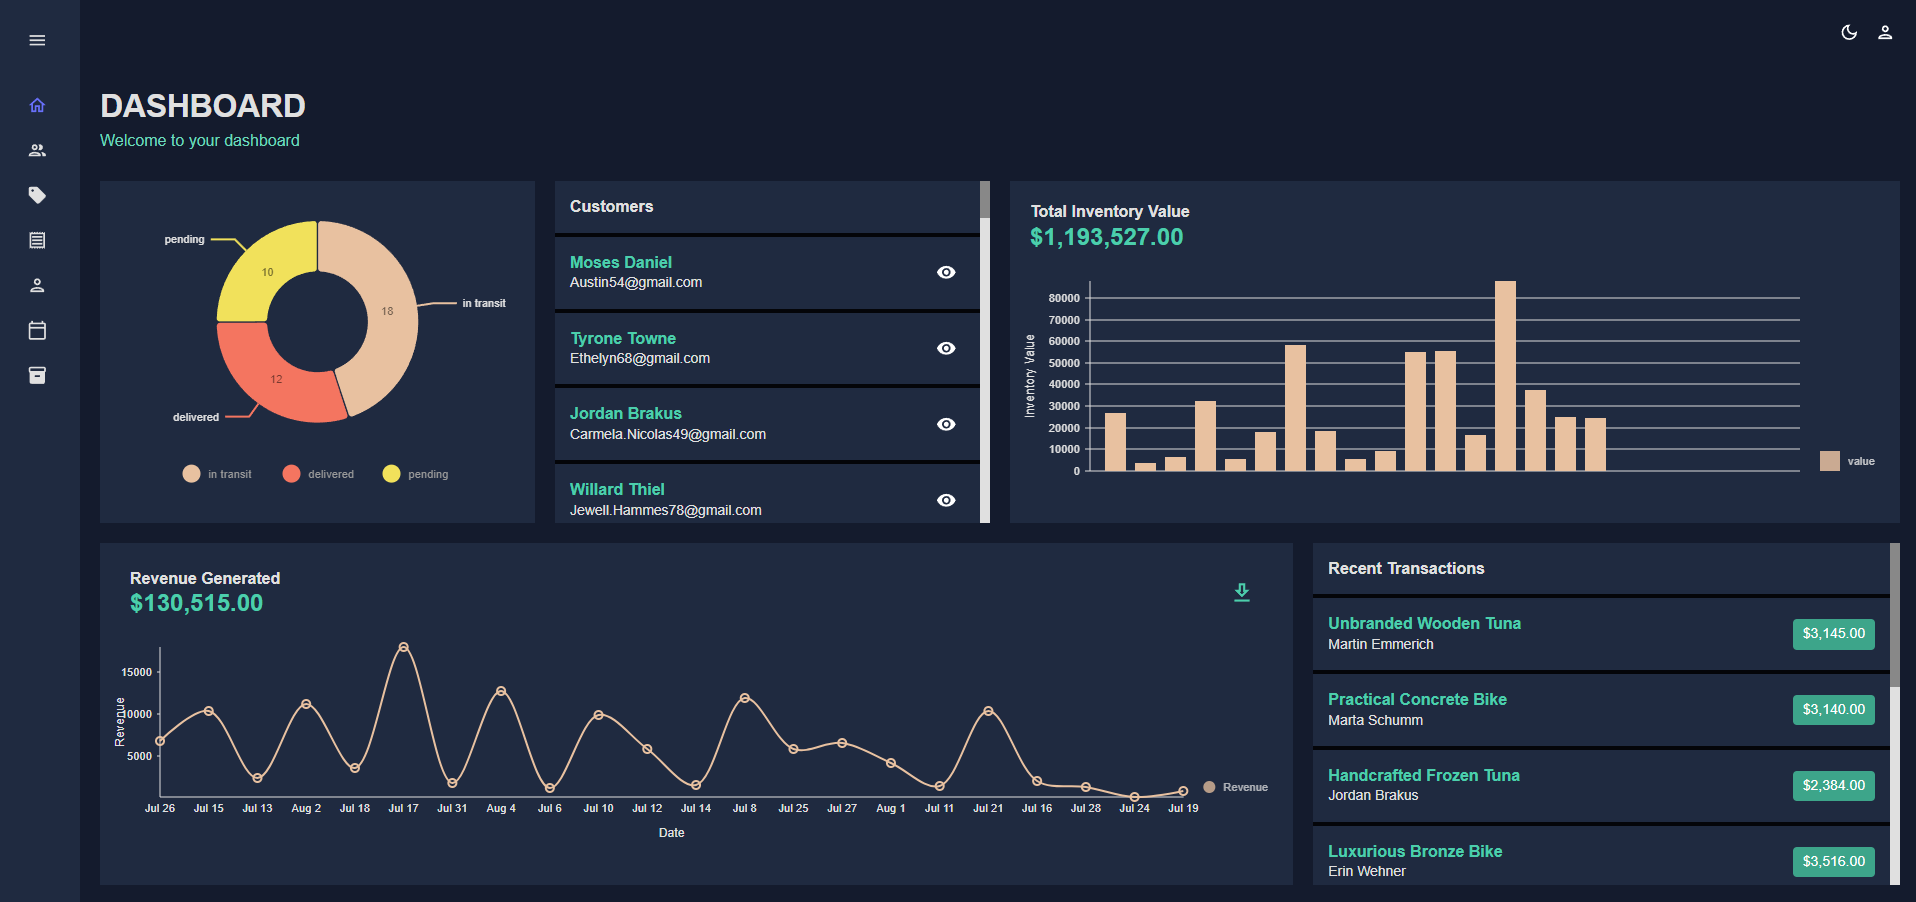 DASHBOARD
Welcome to your dashboard
pending
10
18
in transit
12
delivered
in transit
delivered
pending
Customers
Moses Daniel
Austin54@gmail.com
Tyrone Towne
Ethelyn68@gmail.com
Jordan Brakus
Carmela.Nicolas49@gmail.com
Willard Thiel
Jewell.Hammes78@gmail.com
Total Inventory Value
$1,193,527.00
80000
70000
60000
50000
40000
30000
20000
10000
0
Inventory Value
value
Revenue Generated
$130,515.00
15000
10000
5000
Revenue
Jul 26 Jul 15 Jul 13 Aug 2 Jul 18 Jul 17 Jul 31 Aug 4 Jul 6 Jul 10 Jul 12 Jul 14 Jul 8 Jul 25 Jul 27 Aug 1 Jul 11 Jul 21 Jul 16 Jul 28 Jul 24 Jul 19
Date
Revenue
Recent Transactions
Unbranded Wooden Tuna
Martin Emmerich
$3,145.00
Practical Concrete Bike
Marta Schumm
$3,140.00
Handcrafted Frozen Tuna
Jordan Brakus
$2,384.00
Luxurious Bronze Bike
Erin Wehner
$3,516.00